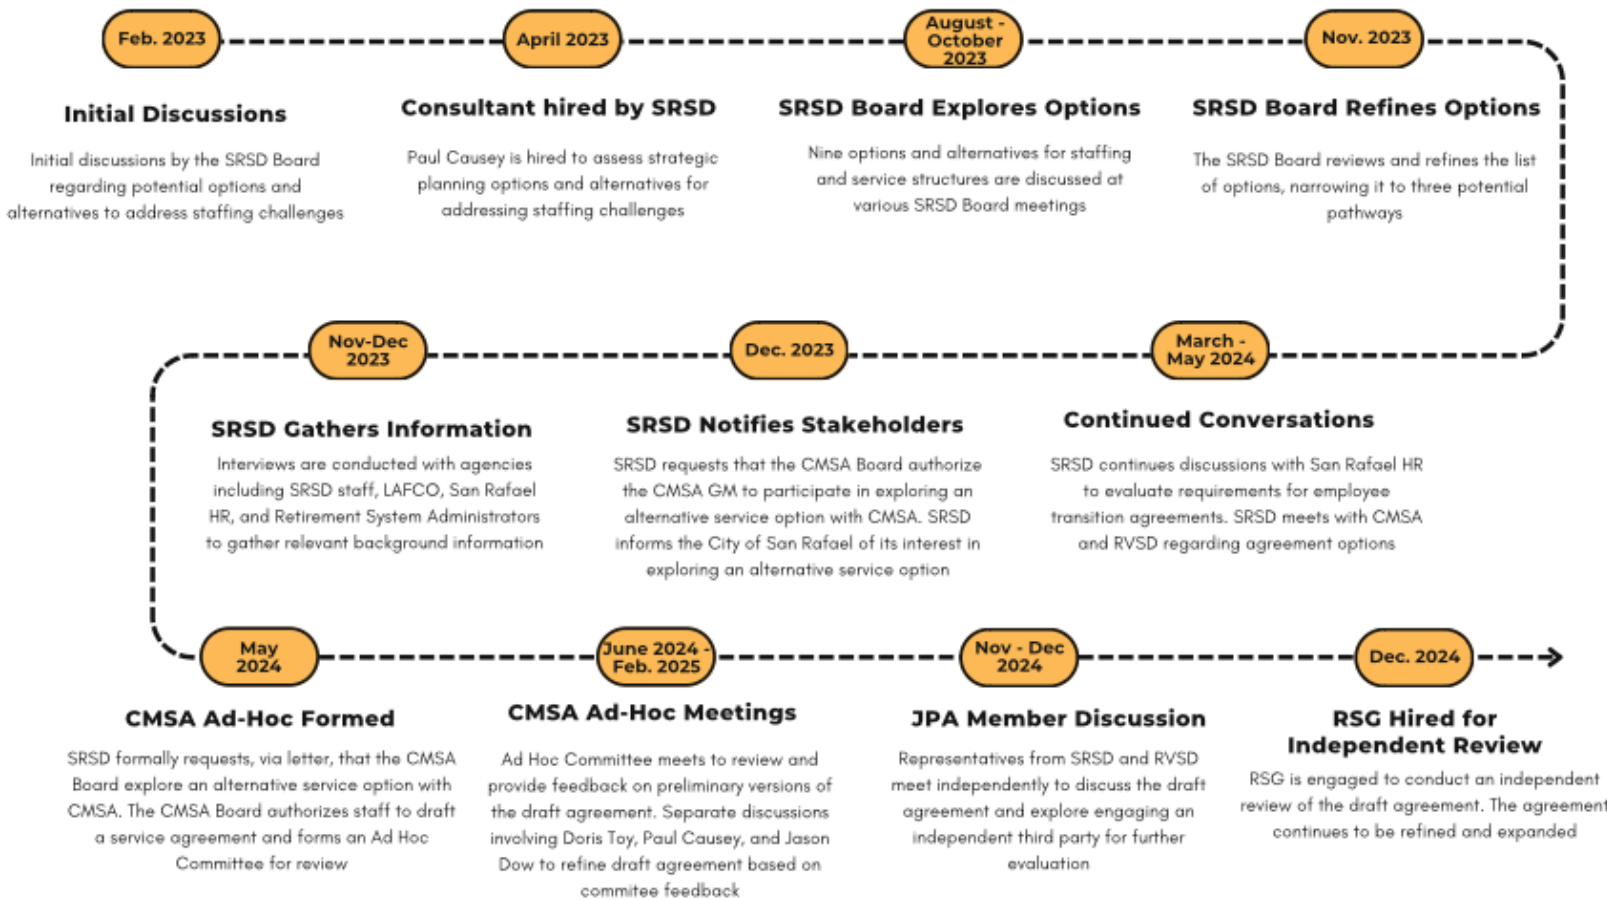 Feb. 2023
Initial Discussions
Initial discussions by the SRSD Board
regarding potential options and
alternatives to address staffing challenges
April 2023
Consultant hired by SRSD
Paul Causey is hired to assess strategic
planning options and alternatives for
addressing staffing challenges
August -
October
2023
SRSD Board Explores Options
Nine options and alternatives for staffing
and service structures are discussed at
various SRSD Board meetings
Nov. 2023
SRSD Board Refines Options
The SRSD Board reviews and refines the list
of options, narrowing it to three potential
pathways
Nov-Dec
2023
SRSD Gathers Information
Interviews are conducted with agencies
including SRSD staff, LAFCO, San Rafael
HR, and Retirement System Administrators
to gather relevant background information
Dec. 2023
SRSD Notifies Stakeholders
SRSD requests that the CMSA Board authorize
the CMSA GM to participate in exploring an
alternative service option with CMSA. SRSD
informs the City of San Rafael of its interest in
exploring an alternative service option
March -
May 2024
Continued Conversations
SRSD continues discussions with San Rafael HR
to evaluate requirements for employee
transition agreements. SRSD meets with CMSA
and RVSD regarding agreement options
May
2024
CMSA Ad-Hoc Formed
SRSD formally requests, via letter, that the CMSA
Board explore an alternative service option with
CMSA. The CMSA Board authorizes staff to draft
a service agreement and forms an Ad Hoc
Committee for review
June 2024 -
Feb. 2025
CMSA Ad-Hoc Meetings
Ad Hoc Committee meets to review and
provide feedback on preliminary versions of
the draft agreement. Separate discussions
involving Doris Toy, Paul Causey, and Jason
Dow to refine draft agreement based on
commitee feedback
Nov - Dec
2024
JPA Member Discussion
Representatives from SRSD and RVSD
meet independently to discuss the draft
agreement and explore engaging an
independent third party for further
evaluation
Dec. 2024
RSG Hired for
Independent Review
RSG is engaged to conduct an independent
review of the draft agreement. The agreement
continues to be refined and expanded